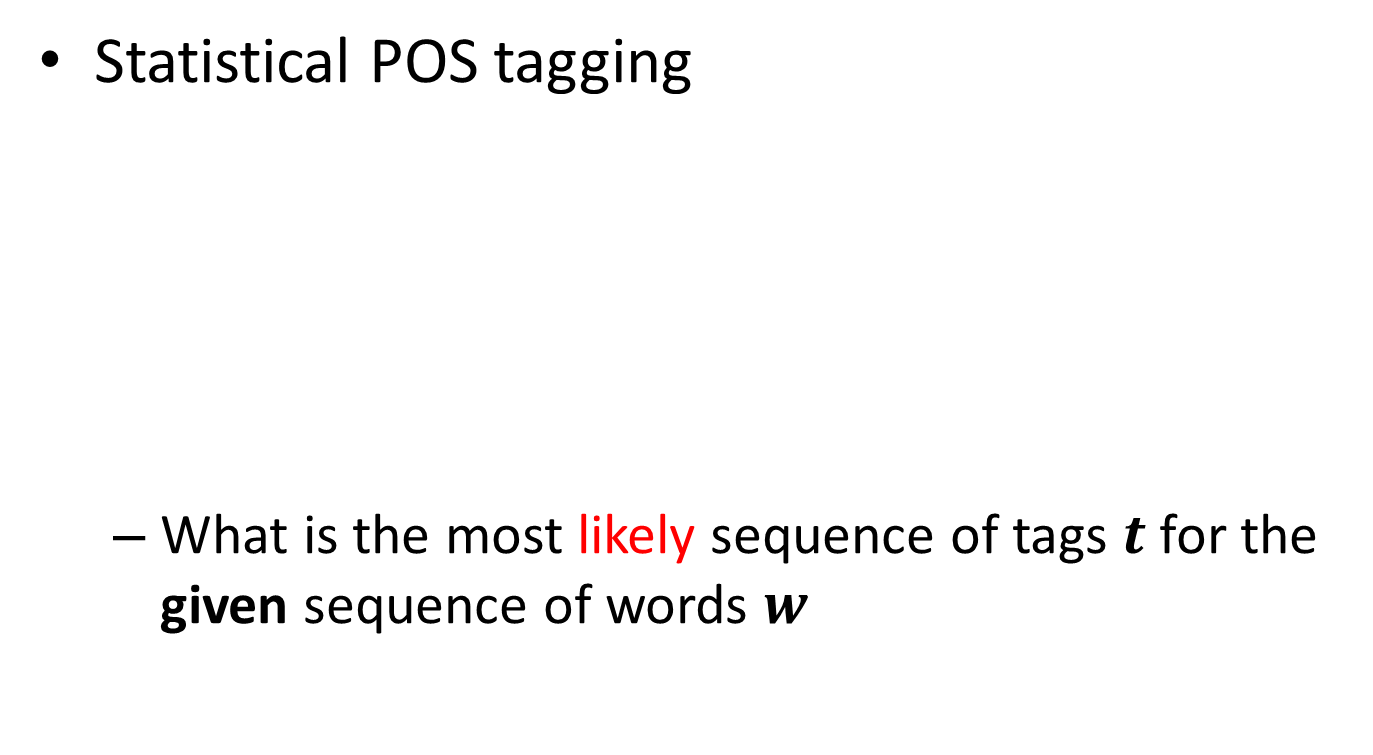 • Statistical POS tagging
– What is the most likely sequence of tags t for the
given sequence of words w